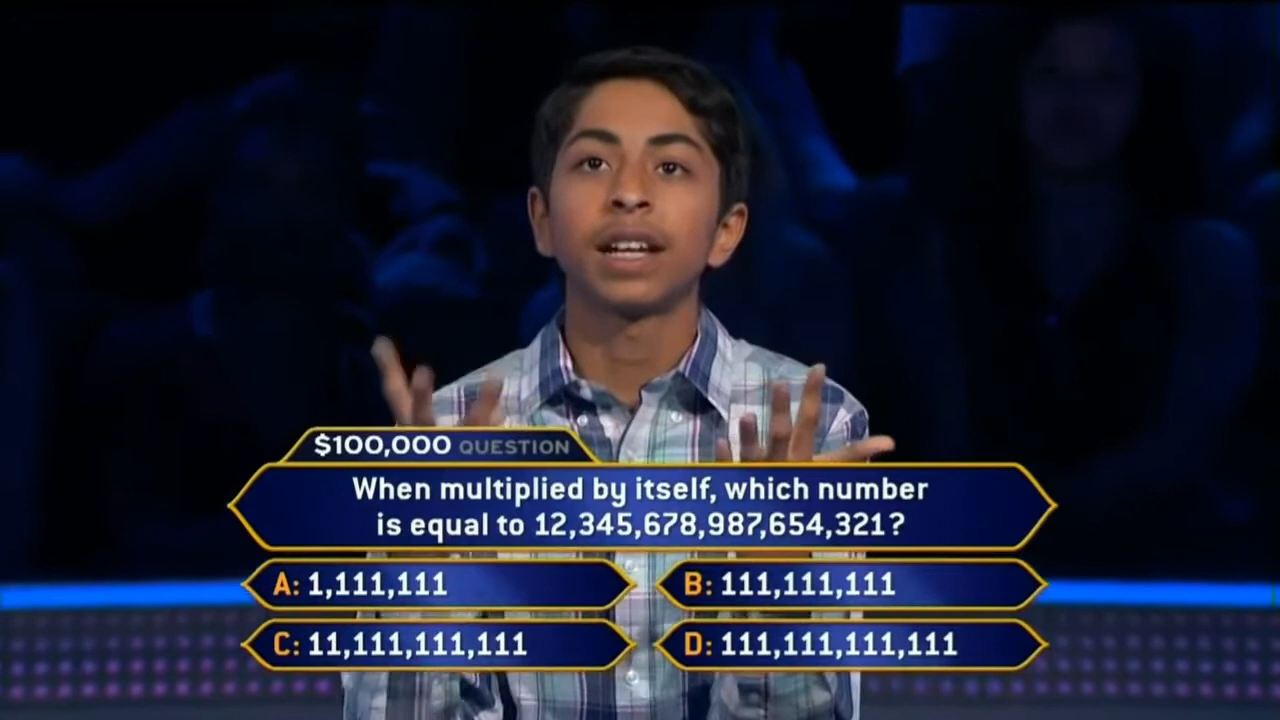 $100,000 QUESTION
When multiplied by itself, which number
is equal to 12,345,678,987,654,321?
A: 1,111,111
B: 111,111,111
C: 11,111,111,111
D: 111,111,111,111